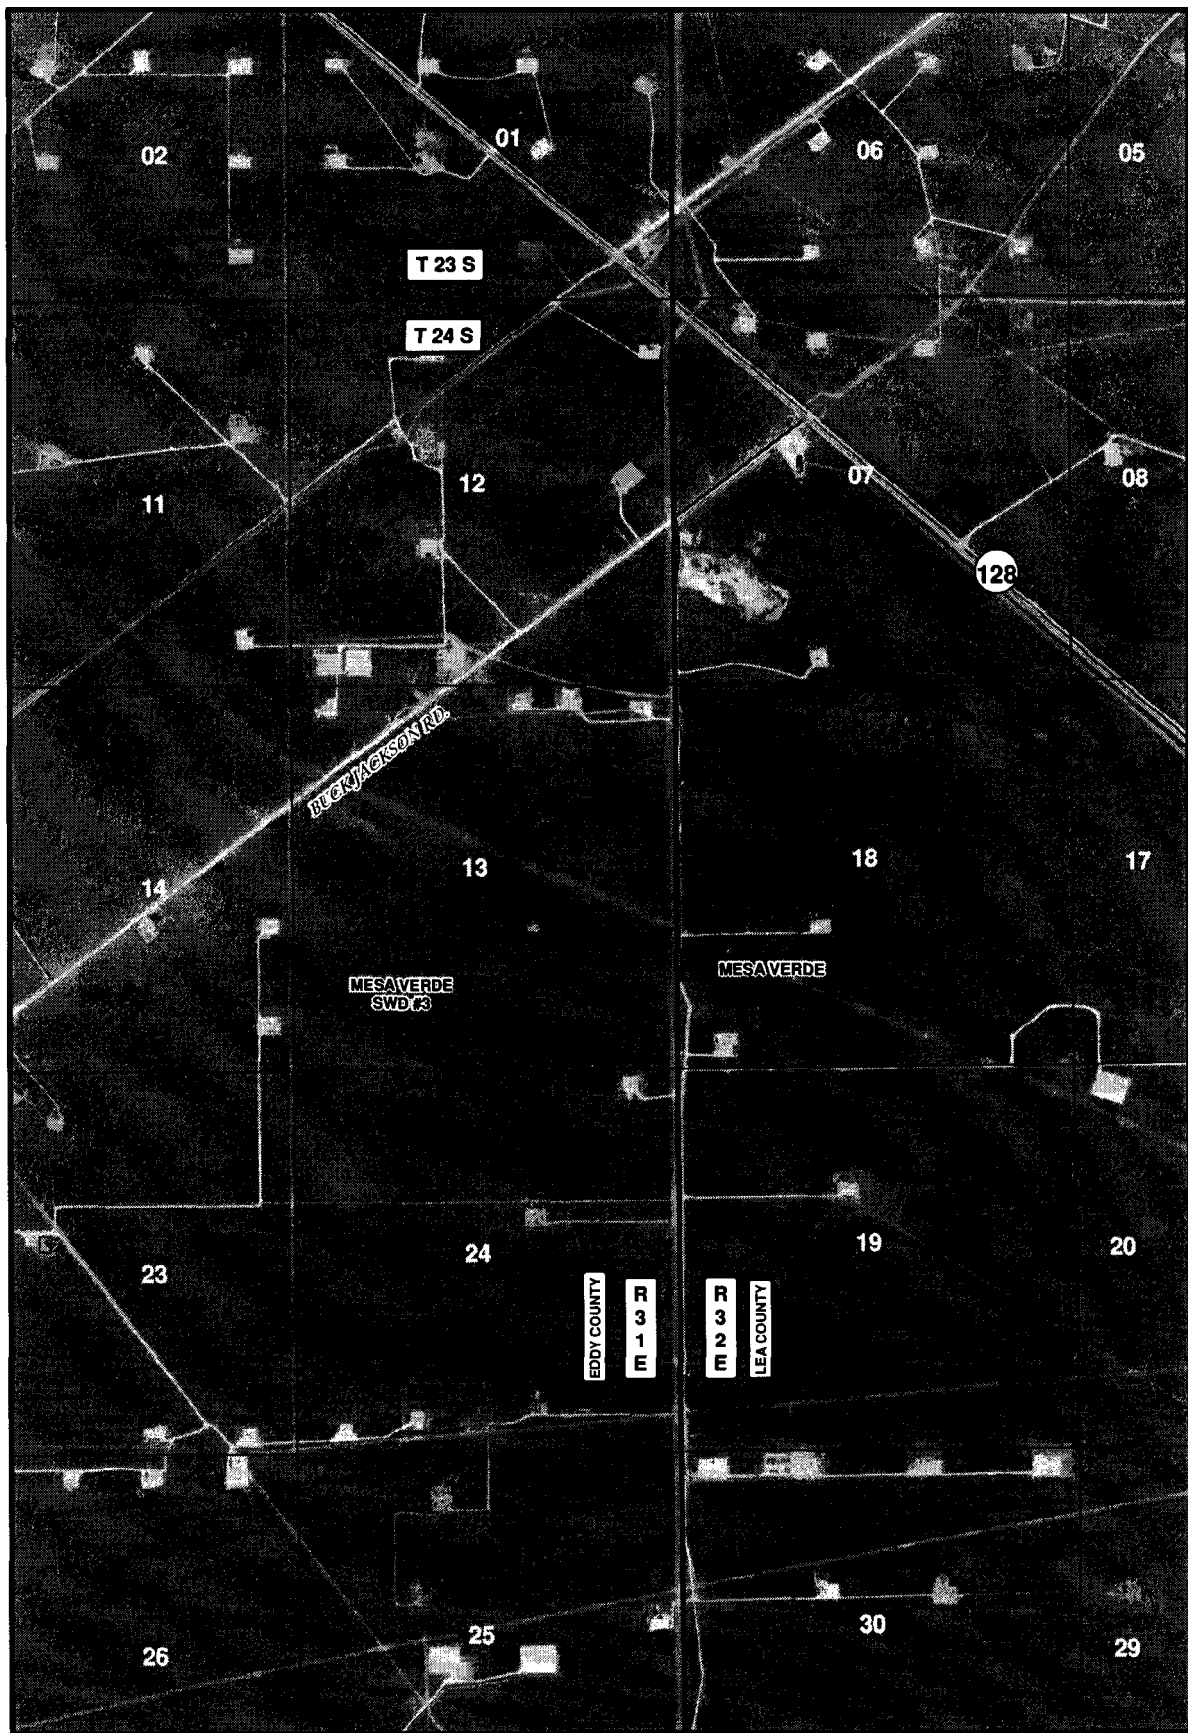 01
02
06
05
T 23 S
T 24 S
11
12
07
08
128
BUCK JACKSON RD.
13
18
17
14
MESA VERDE
SWD #3
MESA VERDE
23
24
19
20
EDDY COUNTY
R
3
1
E
R
3
2
E
LEA COUNTY
26
25
30
29